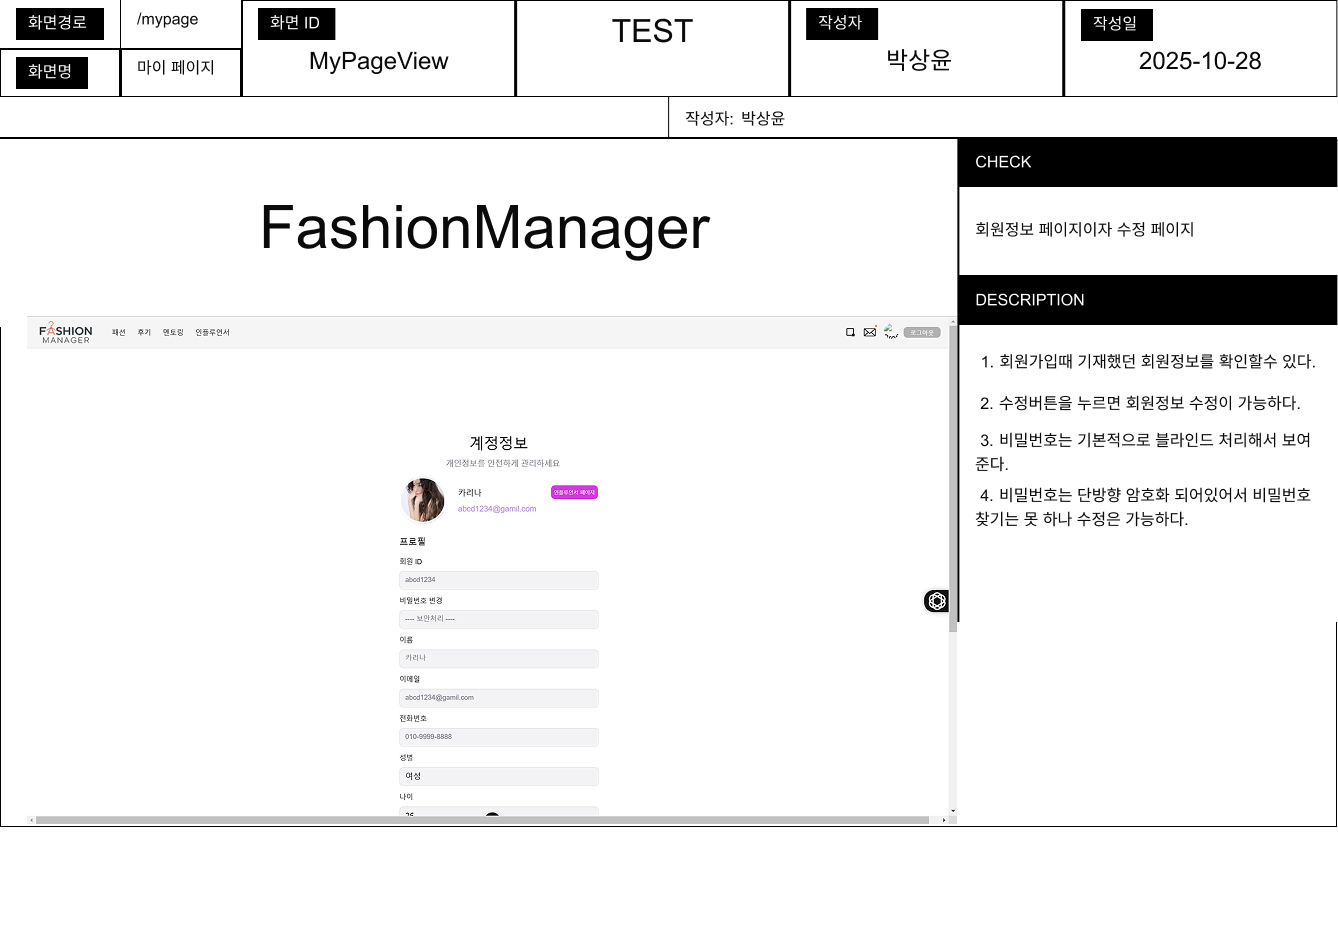 화면경로
/mypage
화면 ID
MyPageView
TEST
작성자
박상윤
작성일
2025-10-28
화면명
마이 페이지
작성자: 박상윤
FashionManager
CHECK
회원정보 페이지이자 수정 페이지
DESCRIPTION
1. 회원가입때 기재했던 회원정보를 확인할수 있다.
2. 수정버튼을 누르면 회원정보 수정이 가능하다.
3. 비밀번호는 기본적으로 블라인드 처리해서 보여
준다.
4. 비밀번호는 단방향 암호화 되어있어서 비밀번호
찾기는 못 하나 수정은 가능하다.
FASHION
MANAGER
패션 후기 멘토링 인플루언서
로그아웃
계정정보
개인정보를 안전하게 관리하세요
카리나
인플루언서 페이지
abcd1234@gamil.com
프로필
회원 ID
abcd1234
비밀번호 변경
---- 보안처리 ----
이름
카리나
이메일
abcd1234@gamil.com
전화번호
010-9999-8888
성별
여성
나이